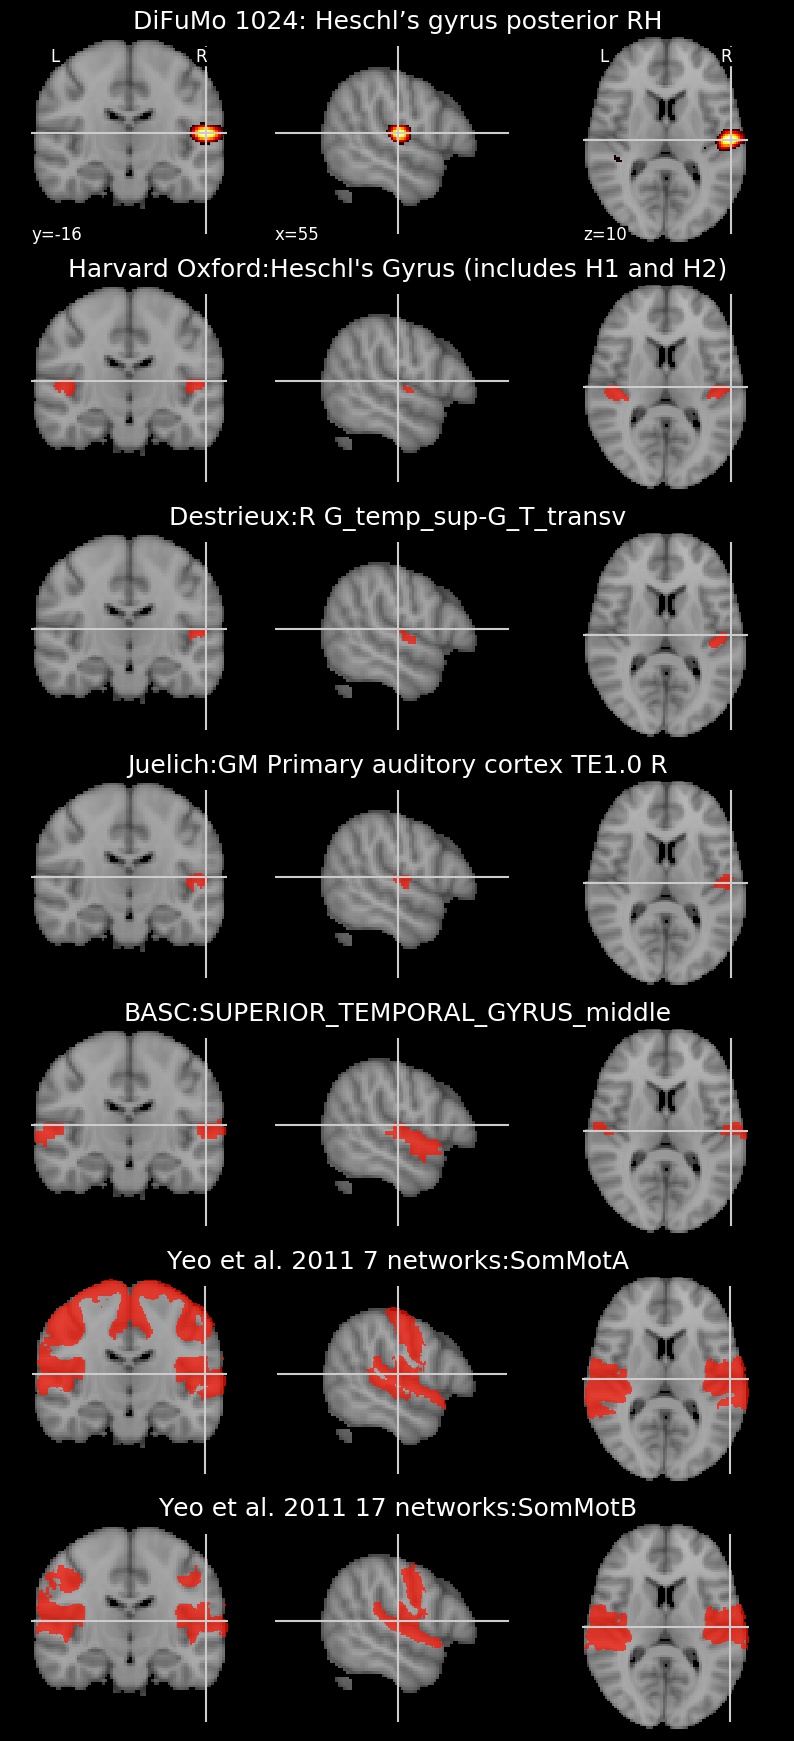 DiFuMo 1024: Heschl’s gyrus posterior RH
L R L R
y=-16 x=55 z=10
Harvard Oxford:Heschl's Gyrus (includes H1 and H2)
Destrieux:R G_temp_sup-G_T_transv
Juelich:GM Primary auditory cortex TE1.0 R
BASC:SUPERIOR_TEMPORAL_GYRUS_middle
Yeo et al. 2011 7 networks:SomMotA
Yeo et al. 2011 17 networks:SomMotB